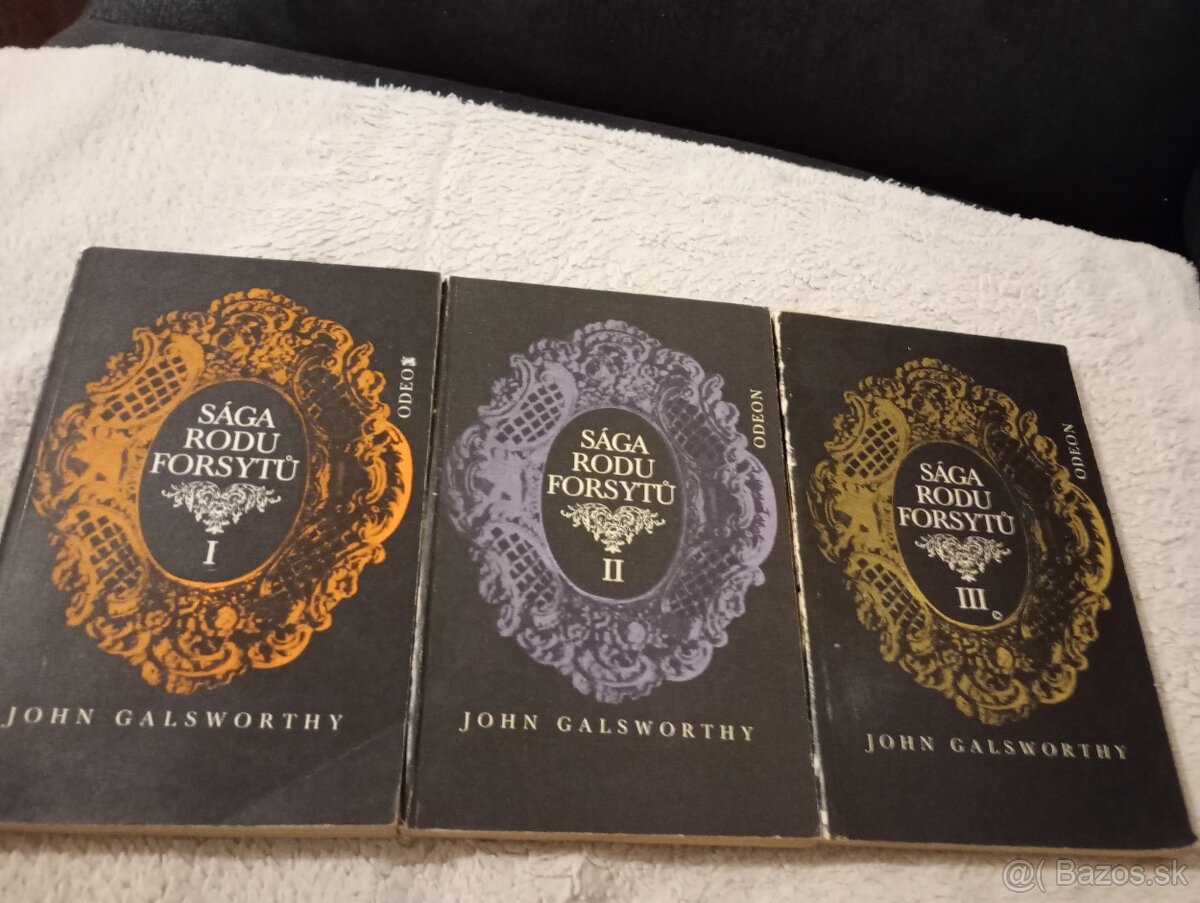 SÁGA
RODU
FORSYTŮ
I
ODEON
JOHN GALSWORTHY
SÁGA
RODU
FORSYTŮ
II
ODEON
JOHN GALSWORTHY
SÁGA
RODU
FORSYTŮ
III
ODEON
JOHN GALSWORTHY
@( Bazos.sk